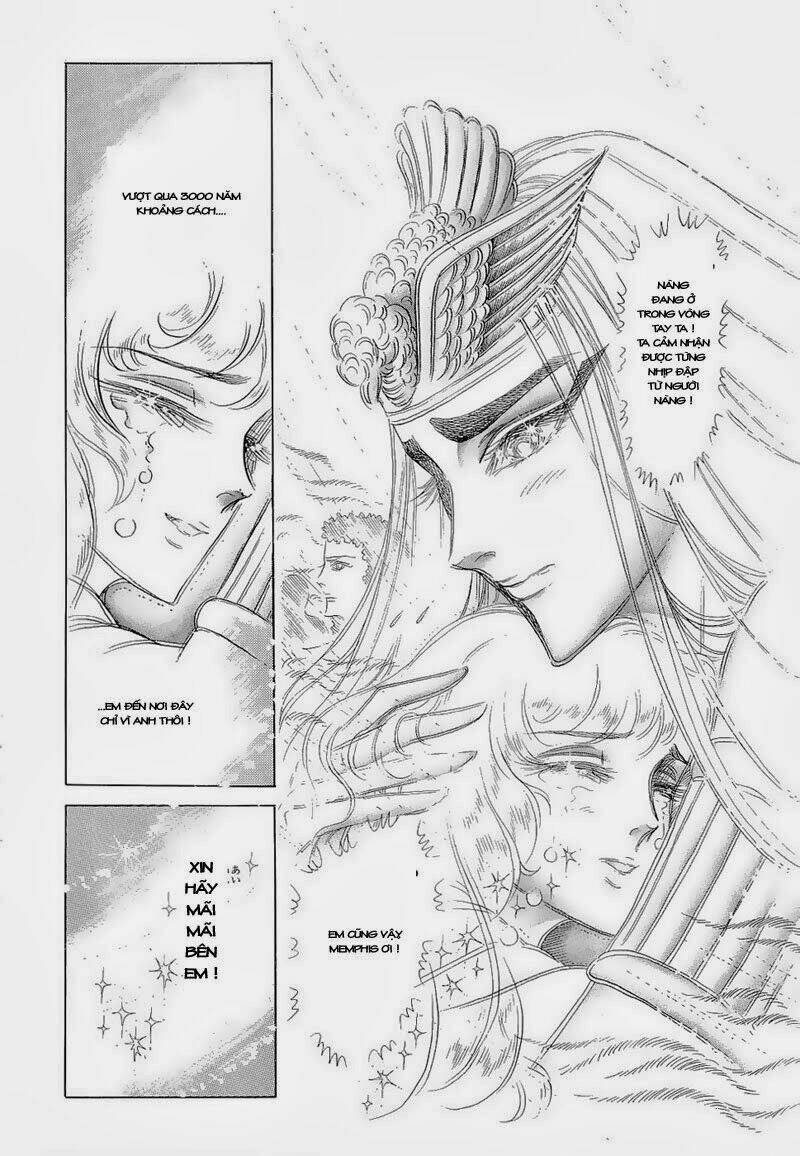 NÀNG
ĐANG Ở
TRONG VÒNG
TAY TA !
TA CẢM NHẬN
ĐƯỢC TỪNG
NHỊP ĐẬP
TỪ NGƯỜI
NÀNG !
EM CŨNG VẬY
MEMPHIS ƠI !
VƯỢT QUA 3000 NĂM
KHOẢNG CÁCH....
...EM ĐẾN NƠI ĐÂY
CHỈ VÌ ANH THÔI !
XIN
HÃY
MÃI
MÃI
BÊN
EM !